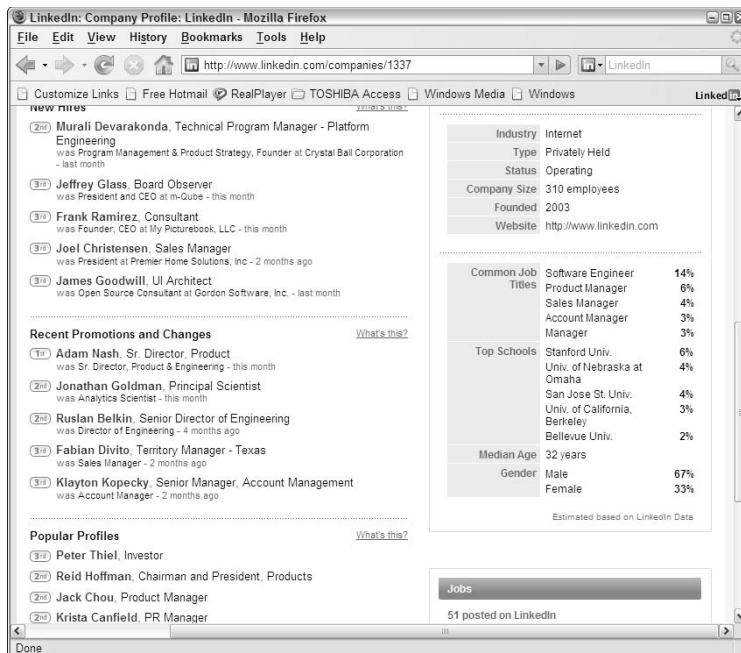 LinkedIn: Company Profile: LinkedIn - Mozilla Firefox
File Edit View History Bookmarks Tools Help
http://www.linkedin.com/companies/1337
LinkedIn
Customize Links Free Hotmail RealPlayer TOSHIBA Access Windows Media Windows
Linked in
New Hires What's this?
2nd Murali Devarakonda, Technical Program Manager - Platform
Engineering
was Program Management & Product Strategy, Founder at Crystal Ball Corporation
- last month
3rd Jeffrey Glass, Board Observer
was President and CEO at m-Qube - this month
3rd Frank Ramirez, Consultant
was Founder, CEO at My Picturebook, LLC - this month
3rd Joel Christensen, Sales Manager
was President at Premier Home Solutions, Inc - 2 months ago
3rd James Goodwill, UI Architect
was Open Source Consultant at Gordon Software, Inc. - last month
Recent Promotions and Changes What's this?
1st Adam Nash, Sr. Director, Product
was Sr. Director, Product & Engineering - this month
2nd Jonathan Goldman, Principal Scientist
was Analytics Scientist - this month
2nd Ruslan Belkin, Senior Director of Engineering
was Director of Engineering - 4 months ago
3rd Fabian Divito, Territory Manager - Texas
was Sales Manager - 2 months ago
3rd Klayton Kopecky, Senior Manager, Account Management
was Account Manager - 2 months ago
Popular Profiles What's this?
3rd Peter Thiel, Investor
2nd Reid Hoffman, Chairman and President, Products
2nd Jack Chou, Product Manager
2nd Krista Canfield, PR Manager
Industry Internet
Type Privately Held
Status Operating
Company Size 310 employees
Founded 2003
Website http://www.linkedin.com
Common Job Software Engineer 14%
Titles Product Manager 6%
Sales Manager 4%
Account Manager 3%
Manager 3%
Top Schools Stanford Univ. 6%
Univ. of Nebraska at 4%
Omaha
San Jose St. Univ. 4%
Univ. of California, 3%
Berkeley
Bellevue Univ. 2%
Median Age 32 years
Gender Male 67%
Female 33%
Estimated based on LinkedIn Data
Jobs
51 posted on LinkedIn
Done